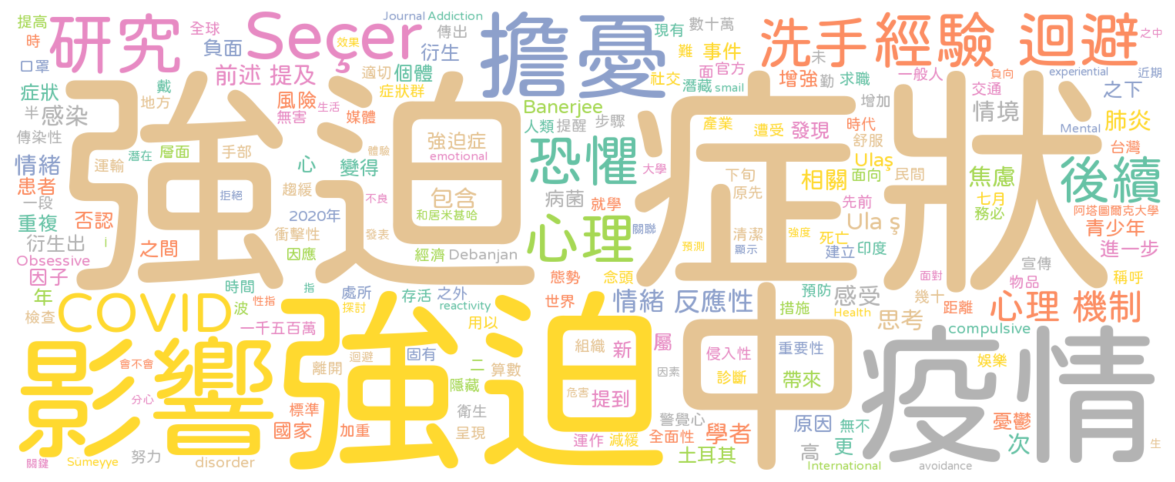 提高 研究 全球 Seçer Journal Addiction 擔憂 現有 數十萬 洗手 經驗 迴避 之中
時 負面 效果 傳出 衍生 難 事件 未
口罩 前述 提及 適切 個體 社交 面 官方 增強 勤 求職 一般人 負向 experiential 近期
症狀 戴 風險 症狀群 潛藏 smail 交通 之下
半 感染 地方 無害 媒體 生活 Banerjee 產業 遭受 發現 增加 情境 Mental 肺炎
傳染性 潛在 層面 手部 強迫症 人類 提醒 步驟 時代 舒服 台灣
強迫 症狀
情緒 運輸 心 變得 體驗 emotional 恐懼 大學 Ulaş 民間 焦慮 後續
患者 拒絕 趨緩 不良 包含 病菌 下旬 相關 面向 七月
一段 否認 2020年 和居米甚哈 就學 原先 先前 務必 阿塔圖爾克大學
重複 衝擊性 發表 心理 關聯 清潔 死亡 Ula ş 青少年
衍生出 之間 因應 經濟 Debanjan 預測 顯示 強度 建立 印度 進一步
Obsessive i 態勢 念頭 面對 宣傳 稱呼
因子 時間 指 處所 存活 之外 世界 情緒 反應性 預防 感受 幾十 物品
年 COVID 波 性指 探討 reactivity 措施 Health 距離 心理 機制
檢查 一千五百萬 用以 思考 compulsive
影響 強迫 中 疫情
離開 迴避 固有 二 組織 新 屬 侵入性 重要性 娛樂
會不會 隱藏 算數 因素 診斷 帶來
分心 標準 衛生 危害 提到 警覺心 原因 無不 憂鬱
國家 加重 呈現 運作 減緩 全面性 學者 更 次
關鍵 Sümeyye 努力 disorder 土耳其 高 International avoidance 生